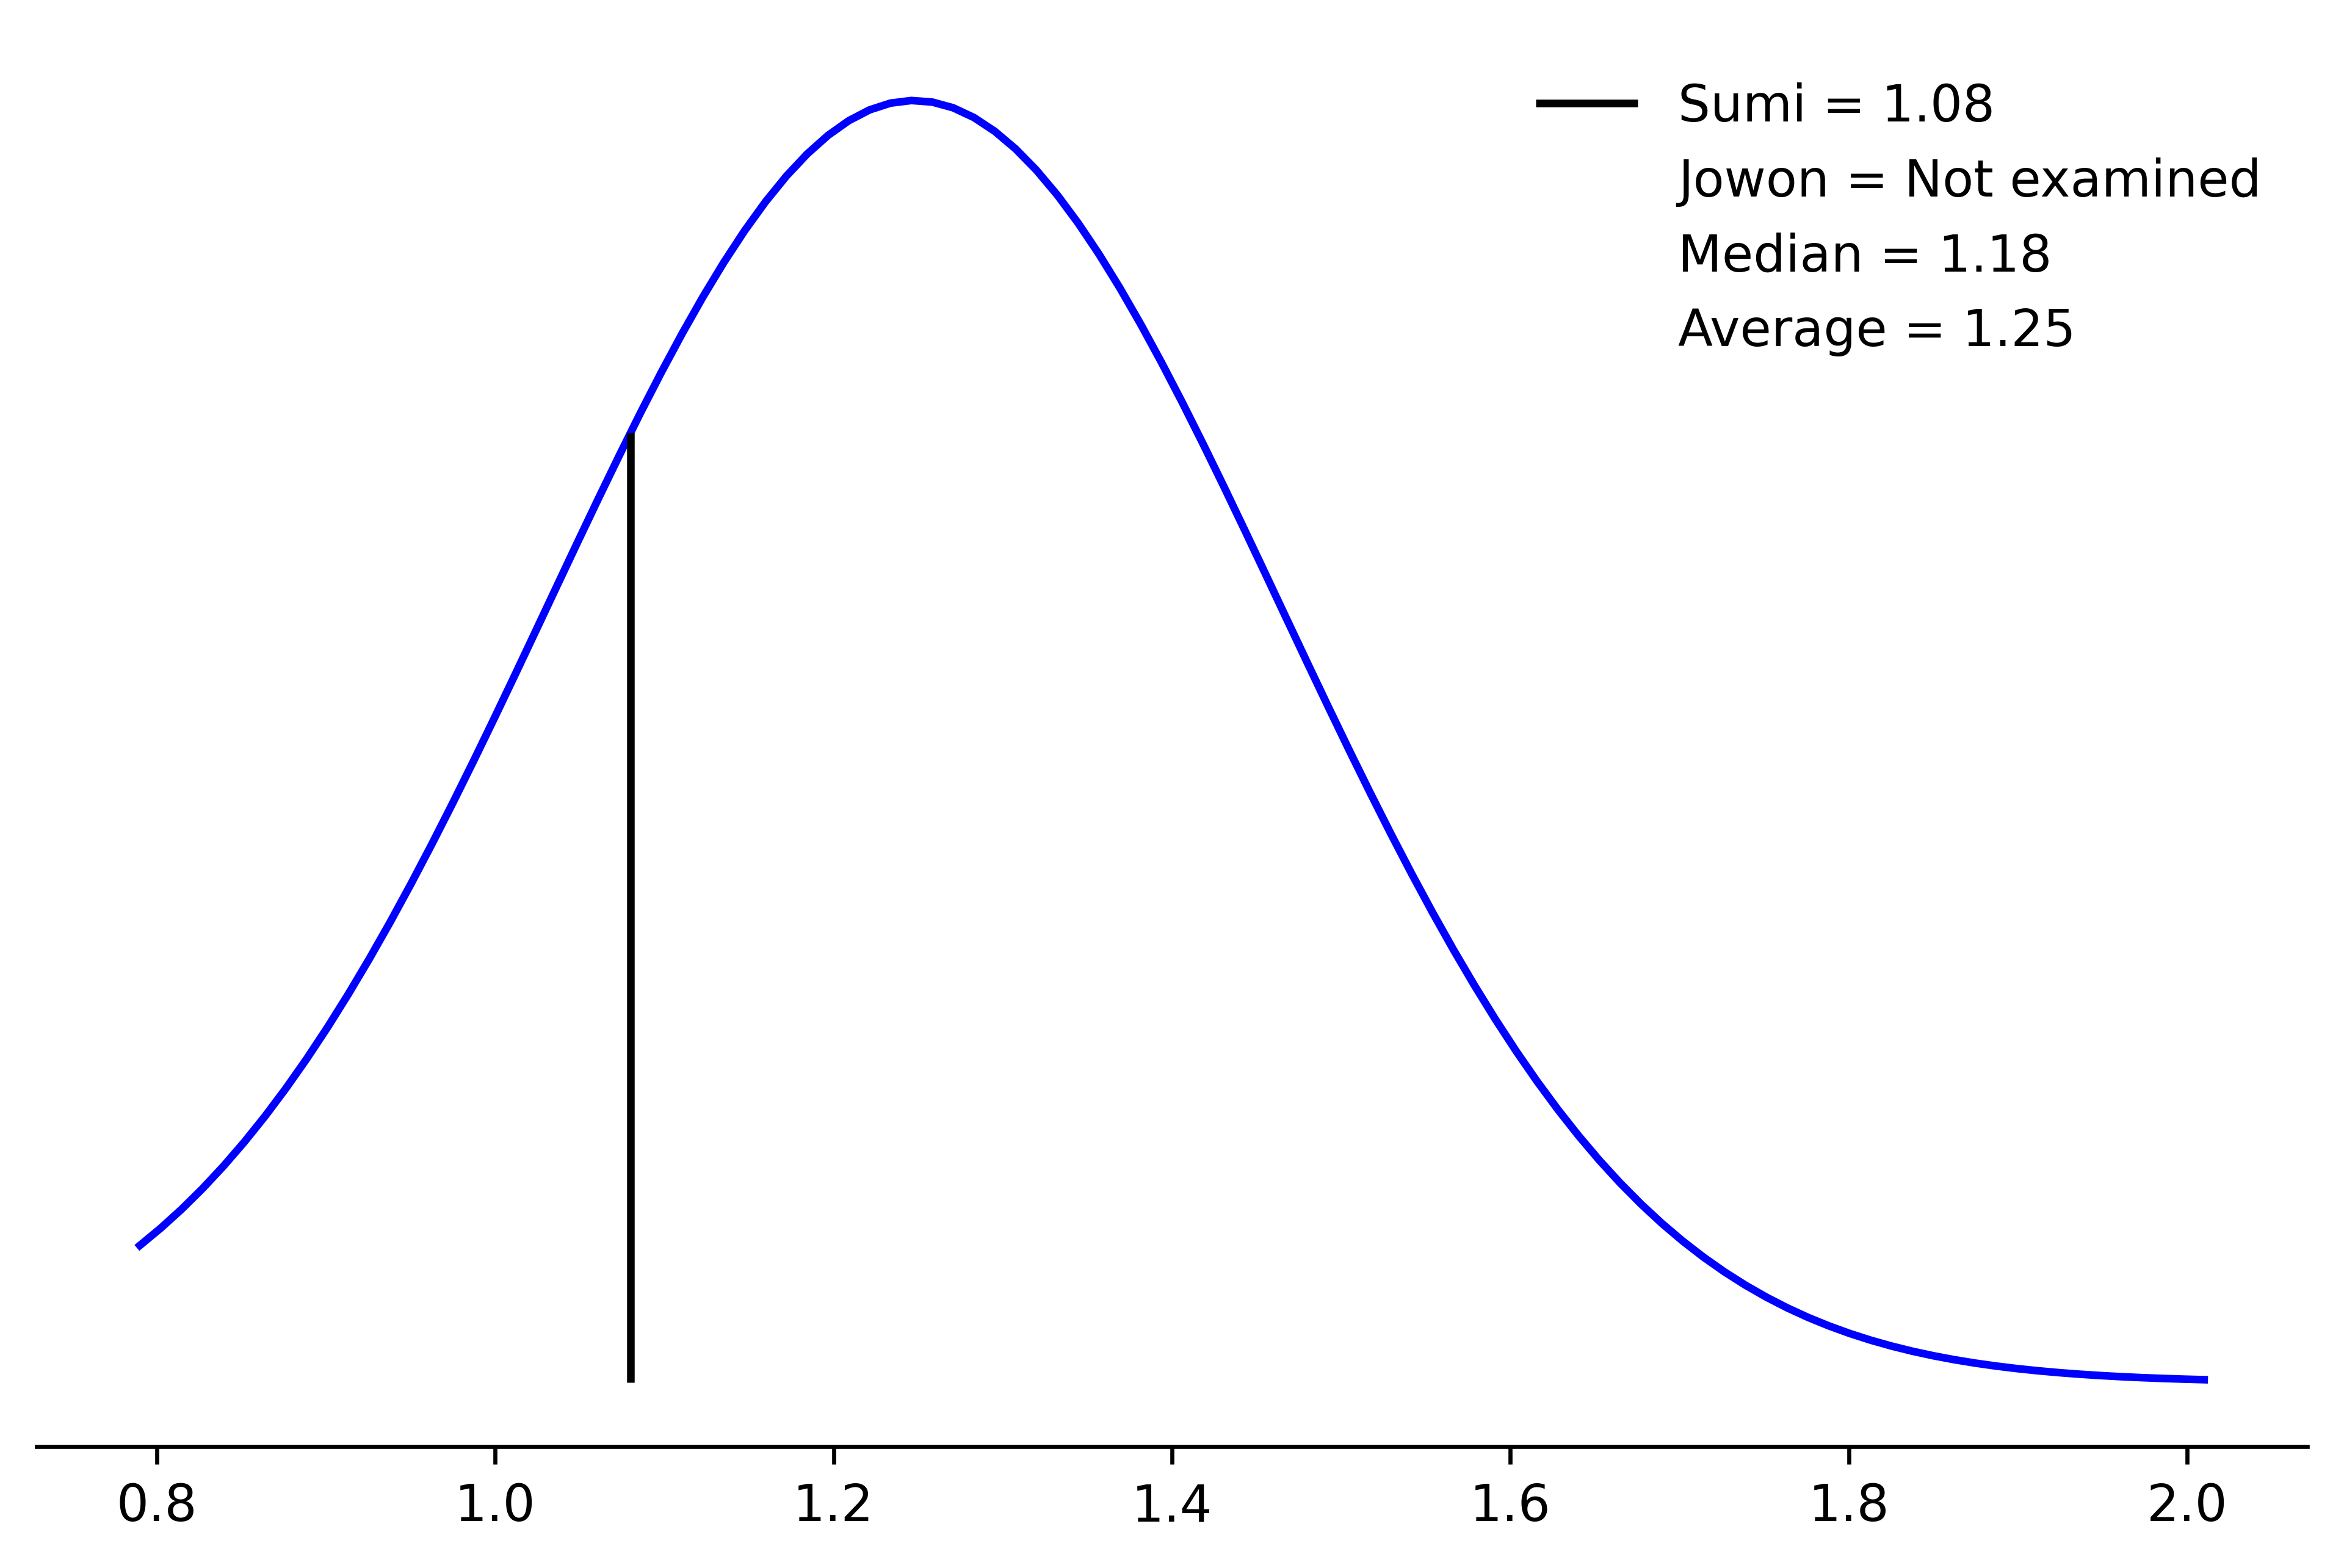 Sumi = 1.08
Jowon = Not examined
Median = 1.18
Average = 1.25
0.8 1.0 1.2 1.4 1.6 1.8 2.0